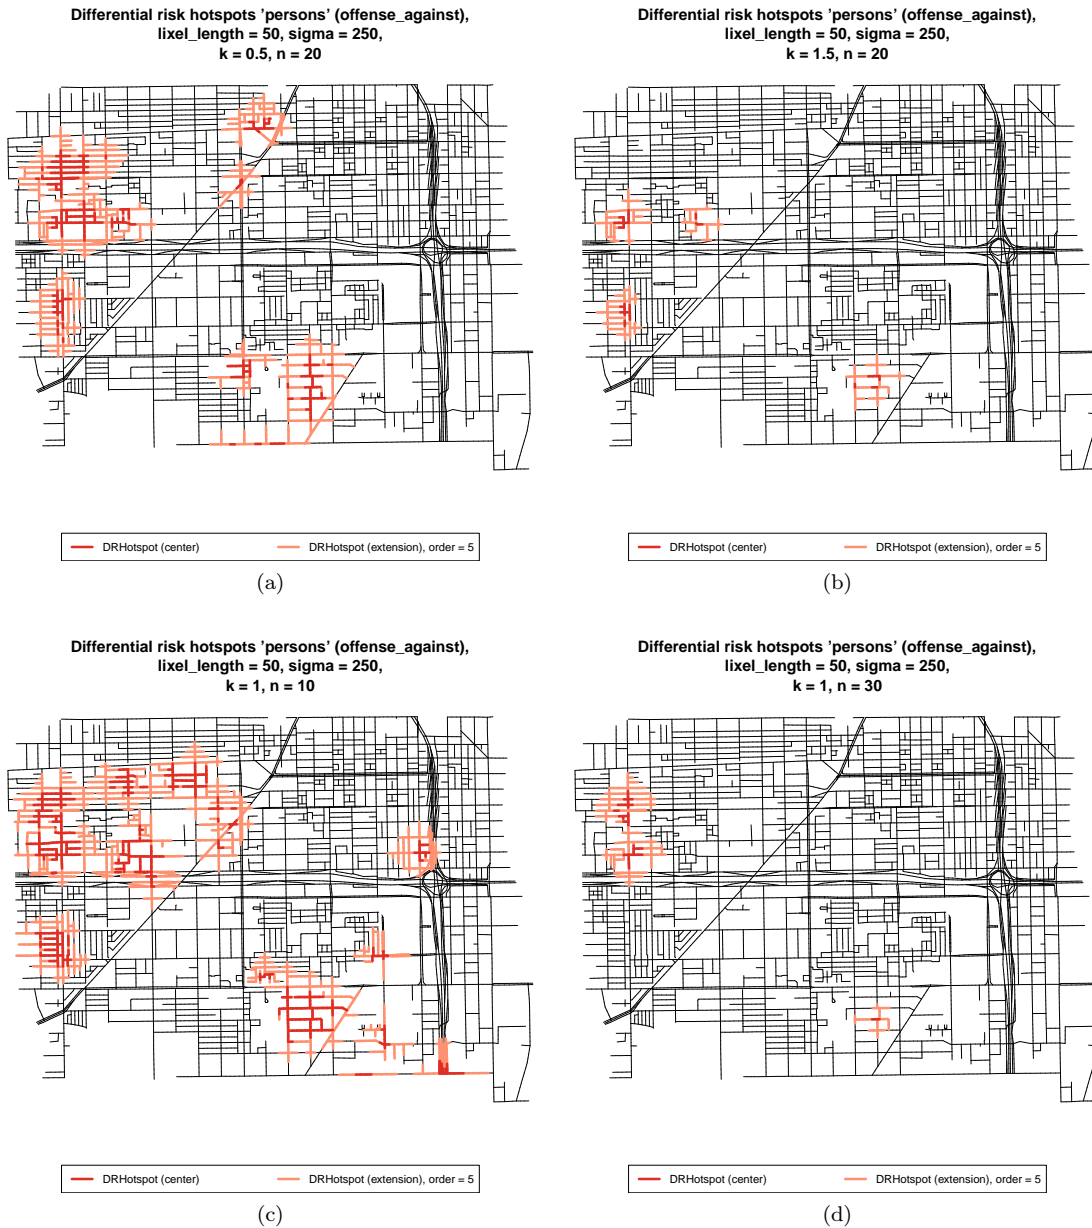 Differential risk hotspots 'persons' (offense_against),
lixel_length = 50, sigma = 250,
k = 0.5, n = 20
DRHotspot (center) DRHotspot (extension), order = 5
(a)
Differential risk hotspots 'persons' (offense_against),
lixel_length = 50, sigma = 250,
k = 1.5, n = 20
DRHotspot (center) DRHotspot (extension), order = 5
(b)
Differential risk hotspots 'persons' (offense_against),
lixel_length = 50, sigma = 250,
k = 1, n = 10
DRHotspot (center) DRHotspot (extension), order = 5
(c)
Differential risk hotspots 'persons' (offense_against),
lixel_length = 50, sigma = 250,
k = 1, n = 30
DRHotspot (center) DRHotspot (extension), order = 5
(d)